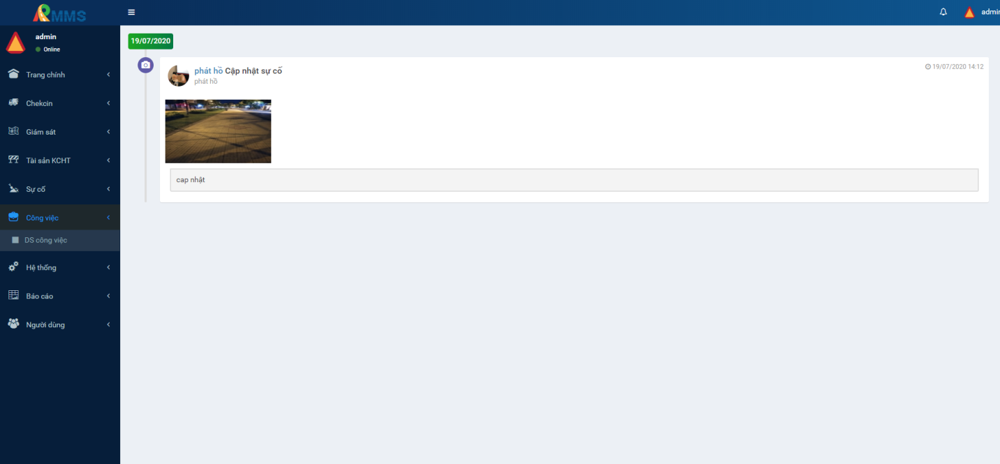 RMMS
admin
admin
Online
19/07/2020
phát hồ Cập nhật sự cố
19/07/2020 14:12
phát hồ
cap nhật
Trang chính
Chekcin
Giám sát
Tài sản KCHT
Sự cố
Công việc
DS công việc
Hệ thống
Báo cáo
Người dùng